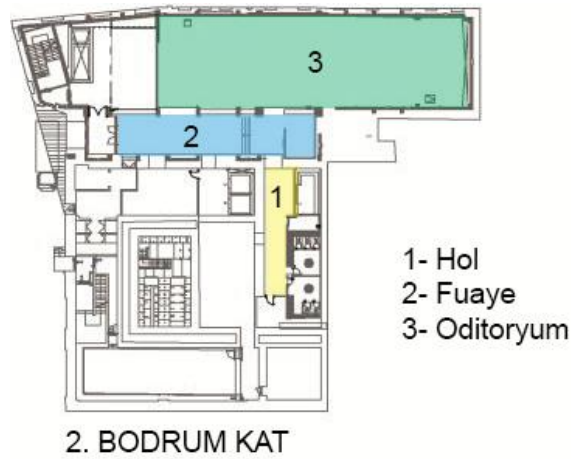 3
2
1
1- Hol
2- Fuaye
3- Oditoryum
2. BODRUM KAT